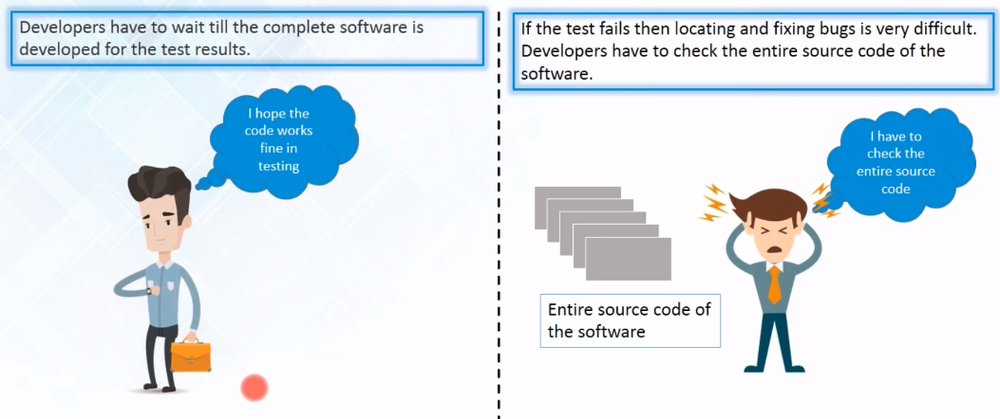 Developers have to wait till the complete software is
developed for the test results.
I hope the
code works
fine in
testing
If the test fails then locating and fixing bugs is very difficult.
Developers have to check the entire source code of the
software.
I have to
check the
entire source
code
Entire source code of
the software